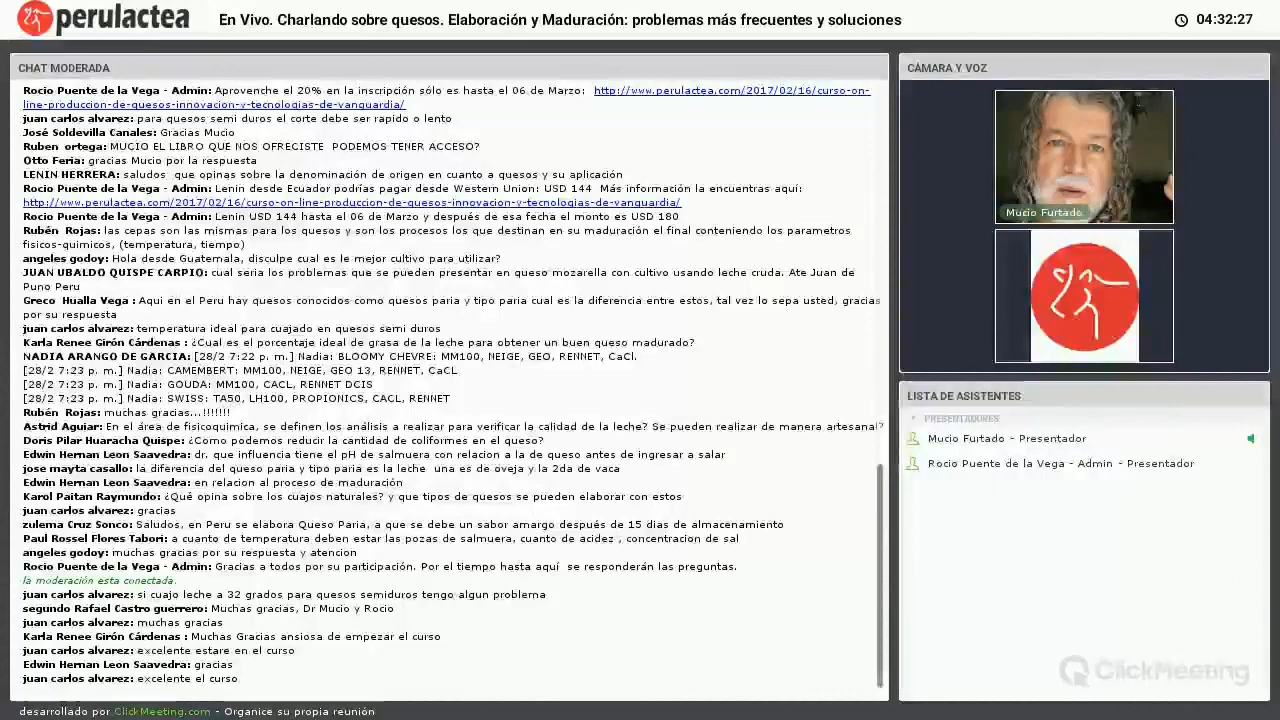 perulactea
En Vivo. Charlando sobre quesos. Elaboración y Maduración: problemas más frecuentes y soluciones
04:32:27
CHAT MODERADA
Rocio Puente de la Vega - Admin: Aprovenche el 20% en la inscripción sólo es hasta el 06 de Marzo: http://www.perulactea.com/2017/02/16/curso-on-
line-produccion-de-quesos-innovacion-y-tecnologias-de-vanguardia/
juan carlos alvarez: para quesos semi duros el corte debe ser rapido o lento
José Soldevilla Canales: Gracias Mucio
Ruben ortega: MUCIO EL LIBRO QUE NOS OFRECISTE PODEMOS TENER ACCESO?
Otto Feria: gracias Mucio por la respuesta
LENIN HERRERA: saludos que opinas sobre la denominación de origen en cuanto a quesos y su aplicación
Rocio Puente de la Vega - Admin: Lenin desde Ecuador podrías pagar desde Western Union: USD 144 Más información la encuentras aquí:
http://www.perulactea.com/2017/02/16/curso-on-line-produccion-de-quesos-innovacion-y-tecnologias-de-vanguardia/
Rocio Puente de la Vega - Admin: Lenin USD 144 hasta el 06 de Marzo y después de esa fecha el monto es USD 180
Rubén Rojas: las cepas son las mismas para los quesos y son las procesos los que destinan en su maduración el final conteniendo los parametros
fisicos-quimicos, (temperatura, tiempo)
angeles godoy: Hola desde Guatemala, disculpe cual es le mejor cultivo para utilizar?
JUAN UBALDO QUISPE CARPIO: cual seria los problemas que se pueden presentar en queso mozarella con cultivo usando leche cruda. Ate Juan de
Puno Peru
Greco Hualla Vega : Aqui en el Peru hay quesos conocidos como quesos paria y tipo paria cual es la diferencia entre estos, tal vez lo sepa usted, gracias
por su respuesta
juan carlos alvarez: temperatura ideal para cuajado en quesos semi duros
Karla Renee Girón Cárdenas : ¿Cual es el porcentaje ideal de grasa de la leche para obtener un buen queso madurado?
NADIA ARANGO DE GARCIA: [28/2 7:22 p. m.] Nadia: BLOOMY CHEVRE: MM100, NEIGE, GEO, RENNET, CaCl.
[28/2 7:23 p. m.] Nadia: CAMEMBERT: MM100, NEIGE, GEO 13, RENNET, CaCL
[28/2 7:23 p. m.] Nadia: GOUDA: MM100, CACL, RENNET DCIS
[28/2 7:23 p. m.] Nadia: SWISS: TA50, LH100, PROPIONICS, CACL, RENNET
Rubén Rojas: muchas gracias...!!!!!!!
Astrid Aguiar: En el área de fisicoquimica, se definen los análisis a realizar para verificar la calidad de la leche? Se pueden realizar de manera artesanal?
Doris Pilar Huaracha Quispe: ¿Como podemos reducir la cantidad de coliformes en el queso?
Edwin Hernan Leon Saavedra: dr. que influencia tiene el pH de salmuera con relacion a la de queso antes de ingresar a salar
jose mayta casallo: la diferencia del queso paria y tipo paria es la leche una es de oveja y la 2da de vaca
Edwin Hernan Leon Saavedra: en relacion al proceso de maduración
Karol Paitan Raymundo: ¿Qué opina sobre los cuajos naturales? y que tipos de quesos se pueden elaborar con estos
juan carlos alvarez: gracias
zulema Cruz Sonco: Saludos, en Peru se elabora Queso Paria, a que se debe un sabor amargo después de 15 dias de almacenamiento
Paul Rossel Flores Tabori: a cuanto de temperatura deben estar las pozas de salmuera, cuanto de acidez , concentracion de sal
angeles godoy: muchas gracias por su respuesta y atencion
Rocio Puente de la Vega - Admin: Gracias a todos por su participación. Por el tiempo hasta aquí se responderán las preguntas.
la moderación esta conectada.
juan carlos alvarez: si cuajo leche a 32 grados para quesos semiduros tengo algun problema
segundo Rafael Castro guerrero: Muchas gracias, Dr Mucio y Rocio
juan carlos alvarez: muchas gracias
Karla Renee Girón Cárdenas : Muchas Gracias ansiosa de empezar el curso
juan carlos alvarez: excelente estare en el curso
Edwin Hernan Leon Saavedra: gracias
juan carlos alvarez: excelente el curso
CÁMARA Y VOZ
Mucio Furtado
LISTA DE ASISTENTES
PRESENTADORES
Mucio Furtado - Presentador
Rocio Puente de la Vega - Admin - Presentador
ClickMeeting
desarrollado por ClickMeeting.com - Organice su propia reunión